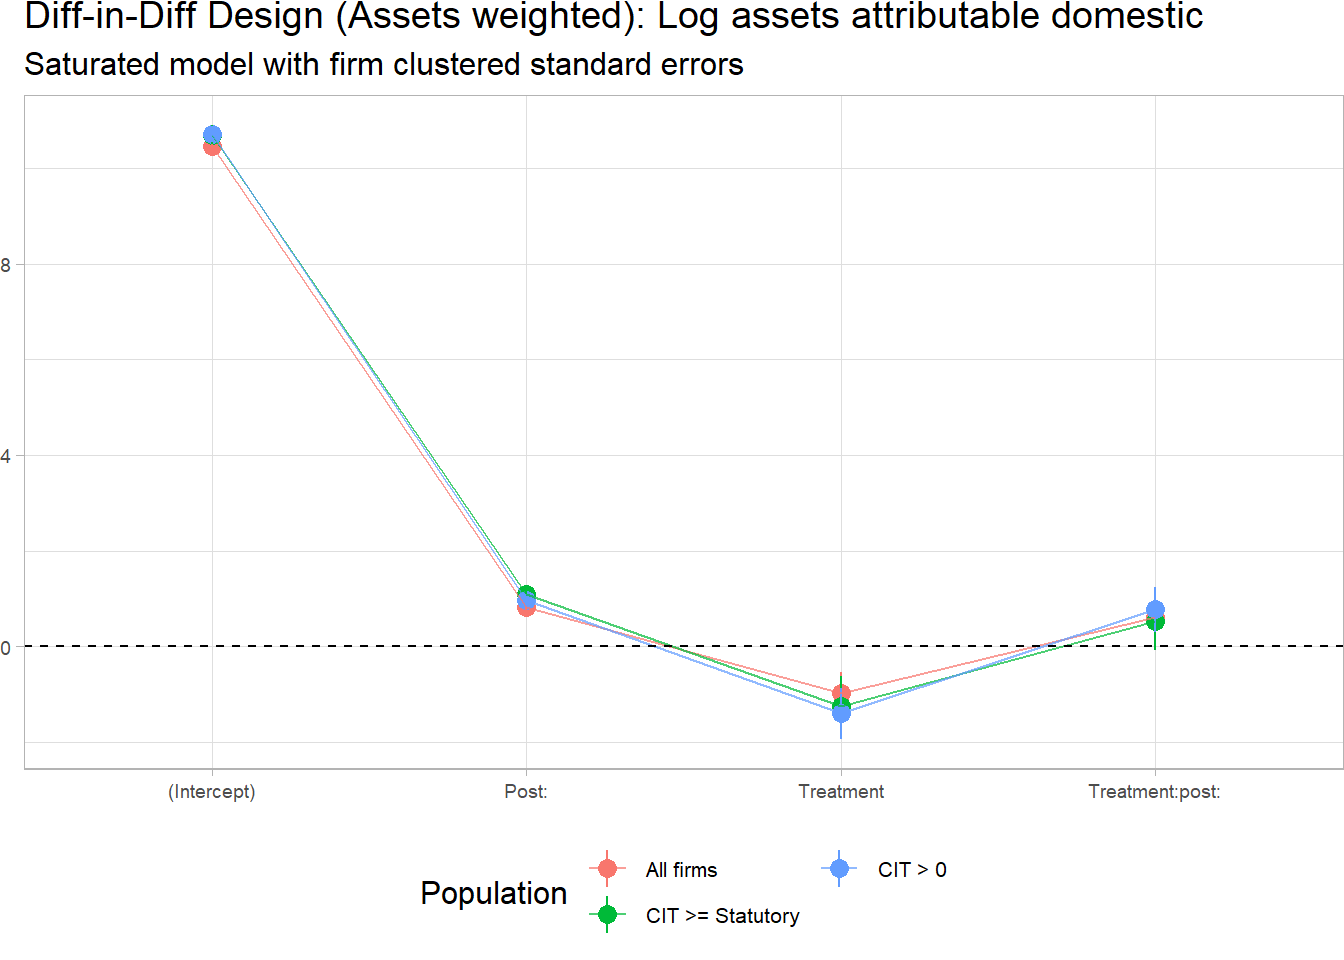 Diff-in-Diff Design (Assets weighted): Log assets attributable domestic
Saturated model with firm clustered standard errors
8
4
0
(Intercept)
Post:
Treatment
Treatment:post:
Population
All firms
CIT > 0
CIT >= Statutory